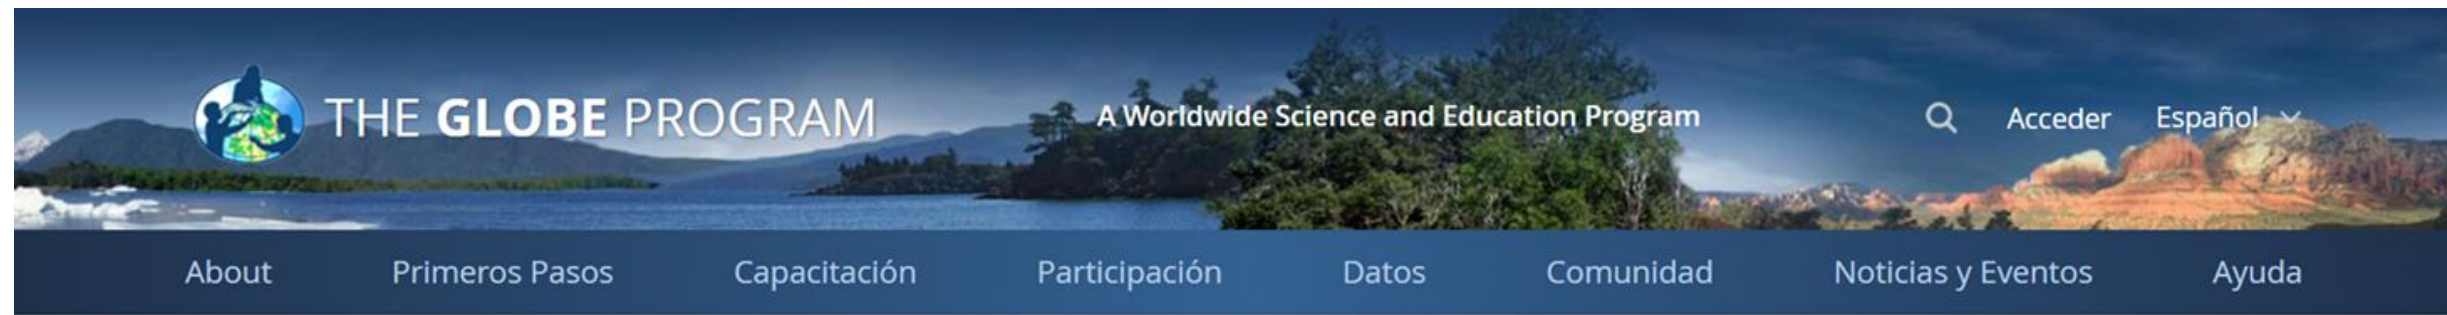 THE GLOBE PROGRAM
A Worldwide Science and Education Program
Acceder
Español
About
Primeros Pasos
Capacitación
Participación
Datos
Comunidad
Noticias y Eventos
Ayuda